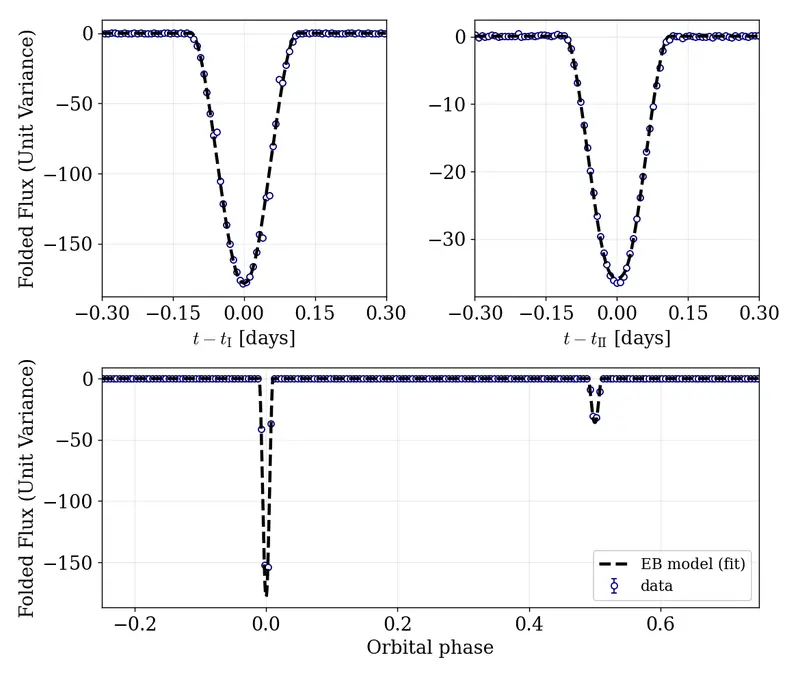 Folded Flux (Unit Variance)
0
−50
−100
−150
−0.30 −0.15 0.00 0.15 0.30
t − t_I [days]
0
−10
−20
−30
−0.30 −0.15 0.00 0.15 0.30
t − t_II [days]
Folded Flux (Unit Variance)
0
−50
−100
−150
−0.2 0.0 0.2 0.4 0.6
Orbital phase
EB model (fit)
data